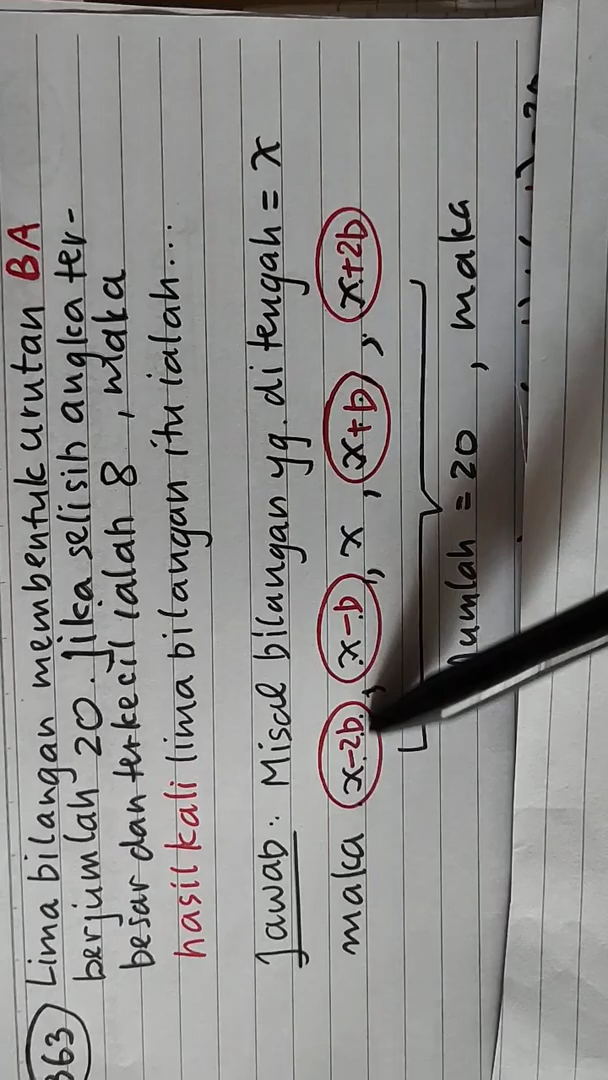 363) Lima bilangan membentuk urutan BA
berjumlah 20. Jika selisih angka ter-
besar dan terkecil ialah 8, maka
hasil kali lima bilangan itu ialah...
Jawab: Misal bilangan yg. di tengah = x
maka x-2b, x-b, x, x+b, x+2b
Jumlah = 20, maka